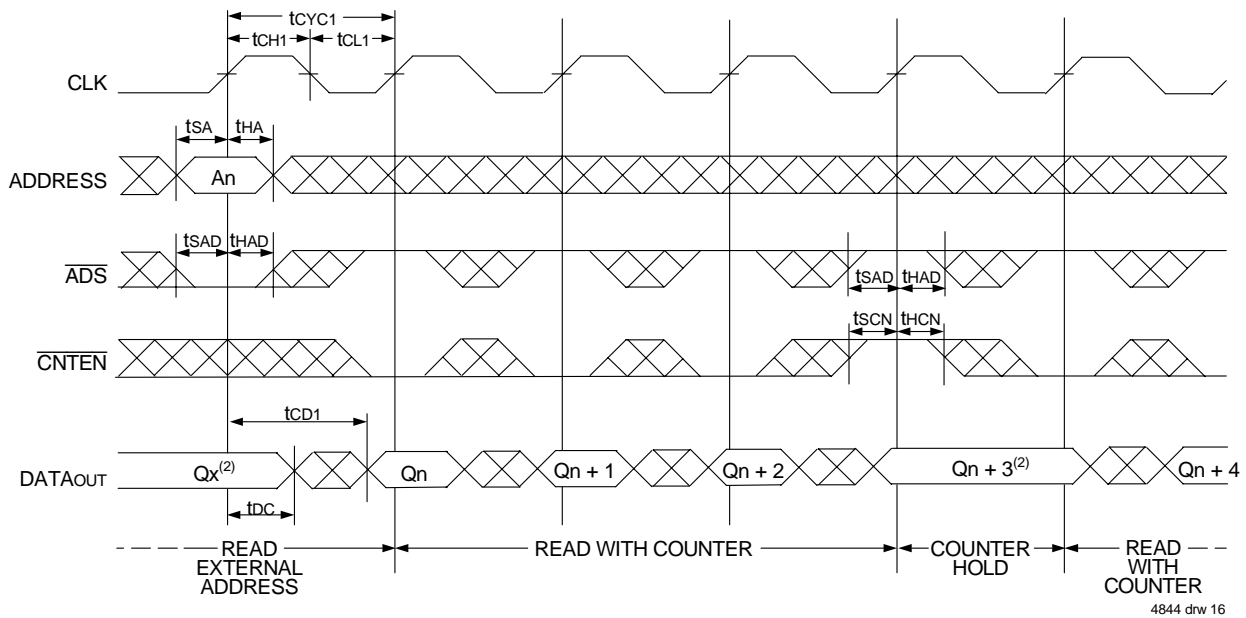 tCYC1
tCH1 tCL1
CLK
tSA tHA
ADDRESS An
tSAD tHAD
ADS
tSAD tHAD
tSCN tHCN
CNTEN
tCD1
DATAOUT Qx(2) Qn Qn + 1 Qn + 2 Qn + 3(2) Qn + 4
tDC
READ EXTERNAL ADDRESS
READ WITH COUNTER
COUNTER HOLD
READ WITH COUNTER
4844 drw 16